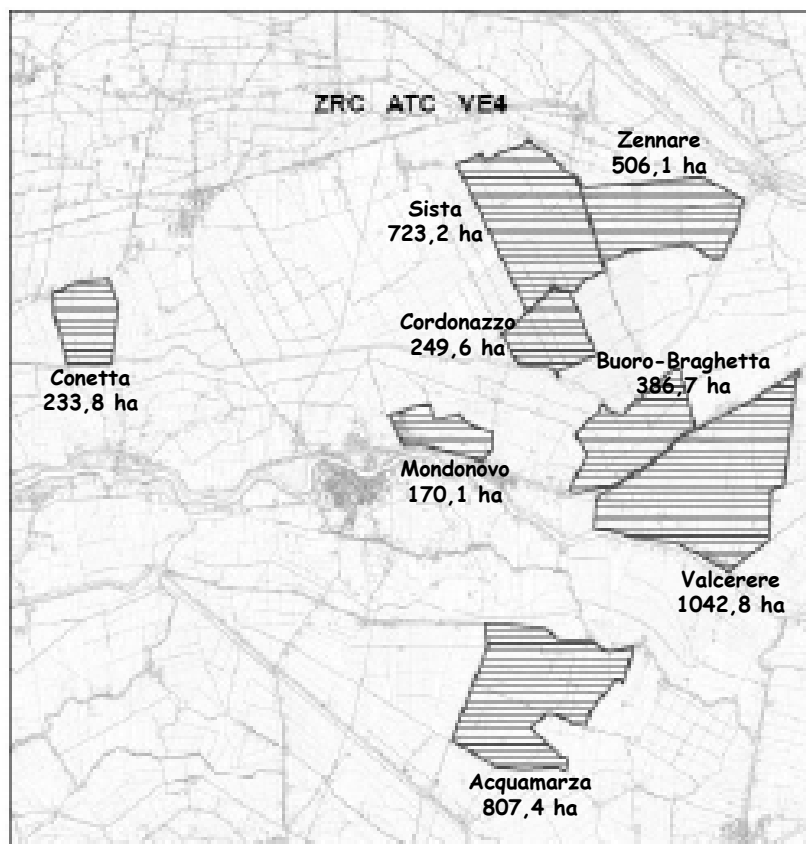 ZRC ATC VE4
Zennare
506,1 ha
Sista
723,2 ha
Cordonazzo
249,6 ha
Buoro-Braghetta
386,7 ha
Conetta
233,8 ha
Mondonovo
170,1 ha
Valcerere
1042,8 ha
Acquamarza
807,4 ha